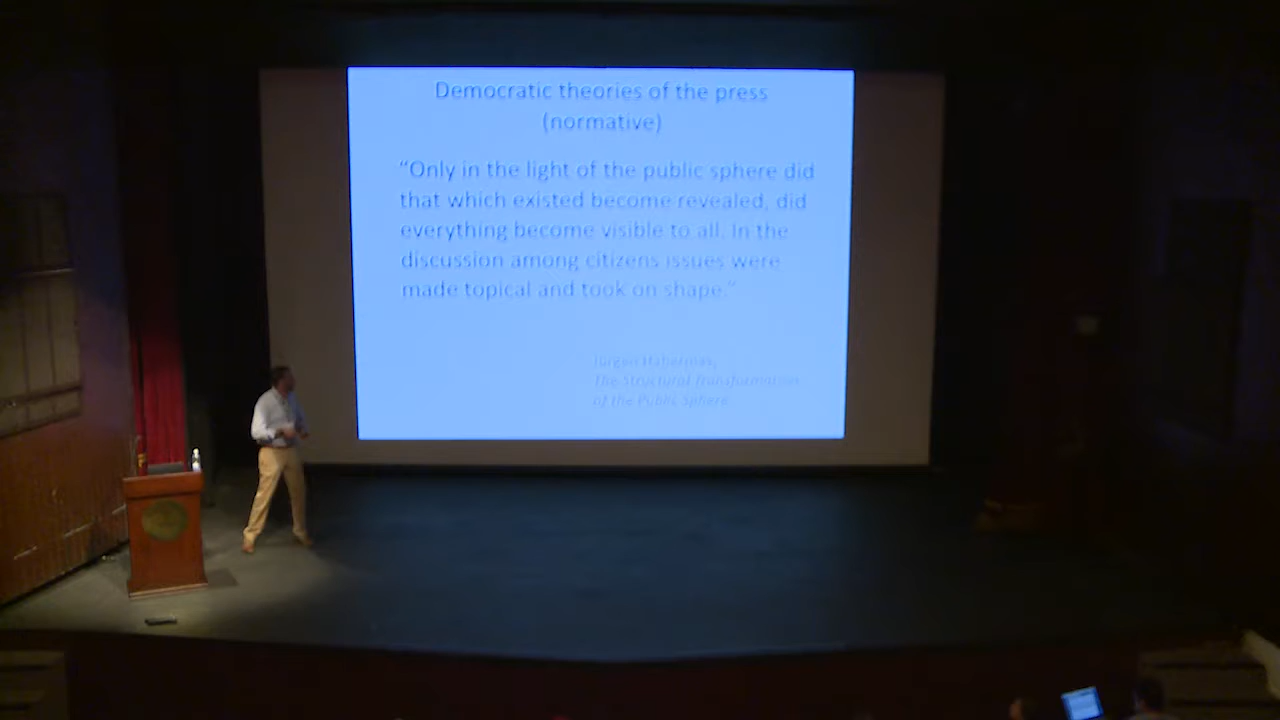 Democratic theories of the press
(normative)
“Only in the light of the public sphere did
that which existed become revealed, did
everything become visible to all. In the
discussion among citizens issues were
made topical and took on shape.”
Jürgen Habermas,
The Structural Transformation
of the Public Sphere